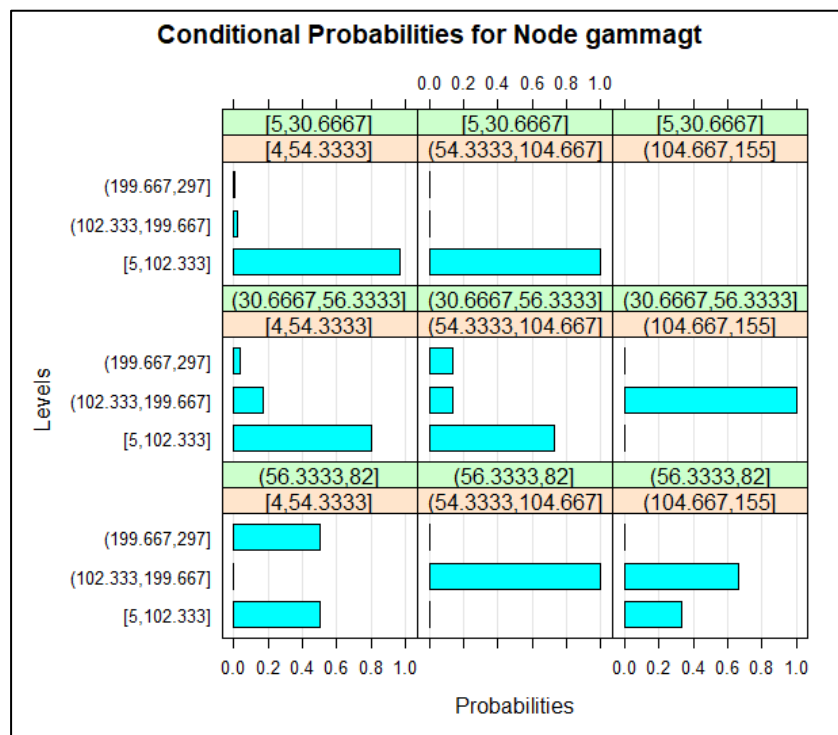 Conditional Probabilities for Node gammagt
0.0 0.2 0.4 0.6 0.8 1.0
[5,30.6667] [5,30.6667] [5,30.6667]
[4,54.3333] (54.3333,104.667] (104.667,155]
(199.667,297]
(102.333,199.667]
[5,102.333]
(30.6667,56.3333] (30.6667,56.3333] (30.6667,56.3333]
[4,54.3333] (54.3333,104.667] (104.667,155]
(199.667,297]
(102.333,199.667]
[5,102.333]
Levels
(56.3333,82] (56.3333,82] (56.3333,82]
[4,54.3333] (54.3333,104.667] (104.667,155]
(199.667,297]
(102.333,199.667]
[5,102.333]
0.0 0.2 0.4 0.6 0.8 1.0 0.0 0.2 0.4 0.6 0.8 1.0
Probabilities